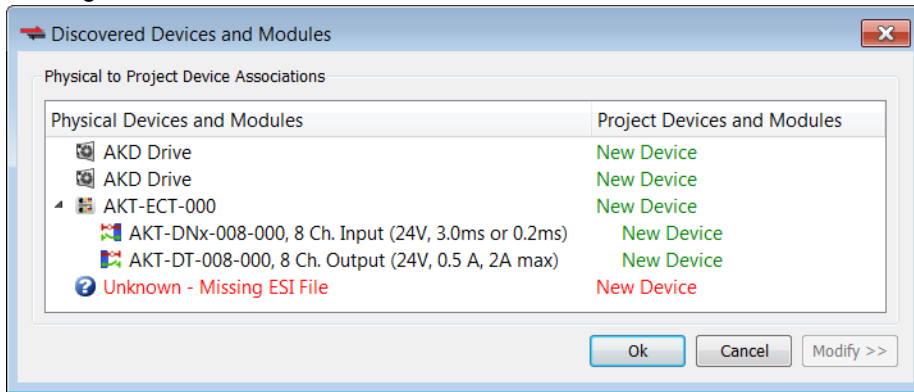 Discovered Devices and Modules
Physical to Project Device Associations
Physical Devices and Modules Project Devices and Modules
AKD Drive New Device
AKD Drive New Device
AKT-ECT-000 New Device
AKT-DNx-008-000, 8 Ch. Input (24V, 3.0ms or 0.2ms) New Device
AKT-DT-008-000, 8 Ch. Output (24V, 0.5 A, 2A max) New Device
Unknown - Missing ESI File New Device
Ok Cancel Modify >>